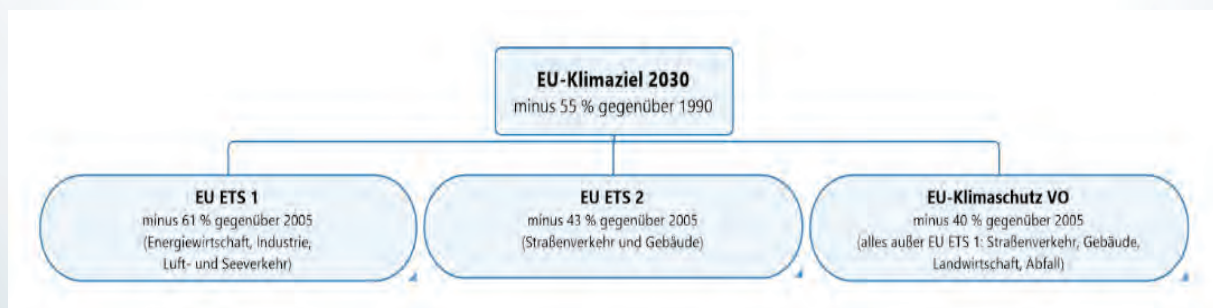 EU-Klimaziel 2030
minus 55 % gegenüber 1990
EU ETS 1
minus 61 % gegenüber 2005
(Energiewirtschaft, Industrie,
Luft- und Seeverkehr)
EU ETS 2
minus 43 % gegenüber 2005
(Straßenverkehr und Gebäude)
EU-Klimaschutz VO
minus 40 % gegenüber 2005
(alles außer EU ETS 1: Straßenverkehr, Gebäude,
Landwirtschaft, Abfall)